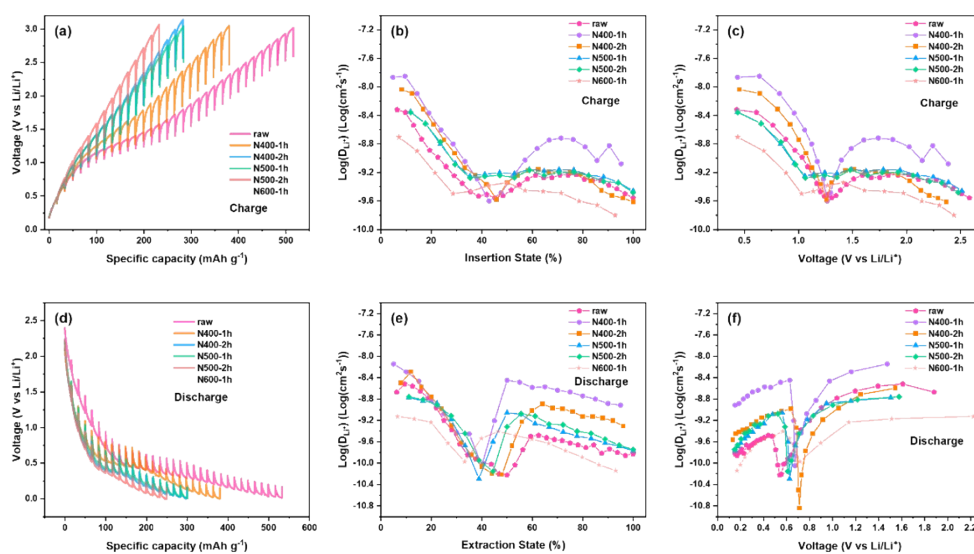 (a)
3.0
2.5
2.0
1.5
1.0
0.5
0.0
Voltage (V vs Li/Li⁺)
raw
N400-1h
N400-2h
N500-1h
N500-2h
N600-1h
Charge
0 100 200 300 400 500
Specific capacity (mAh g⁻¹)
(b)
-7.2
-7.6
-8.0
-8.4
-8.8
-9.2
-9.6
-10.0
Log(D_Li⁺) (Log(cm²s⁻¹))
raw
N400-1h
N400-2h
N500-1h
N500-2h
N600-1h
Charge
0 20 40 60 80 100
Insertion State (%)
(c)
-7.2
-7.6
-8.0
-8.4
-8.8
-9.2
-9.6
-10.0
Log(D_Li⁺) (Log(cm²s⁻¹))
raw
N400-1h
N400-2h
N500-1h
N500-2h
N600-1h
Charge
0.5 1.0 1.5 2.0 2.5
Voltage (V vs Li/Li⁺)
(d)
2.5
2.0
1.5
1.0
0.5
0.0
Voltage (V vs Li/Li⁺)
raw
N400-1h
N400-2h
N500-1h
N500-2h
N600-1h
Discharge
0 100 200 300 400 500 600
Specific capacity (mAh g⁻¹)
(e)
-7.2
-7.6
-8.0
-8.4
-8.8
-9.2
-9.6
-10.0
-10.4
-10.8
Log(D_Li⁺) (Log(cm²s⁻¹))
raw
N400-1h
N400-2h
N500-1h
N500-2h
N600-1h
Discharge
0 20 40 60 80 100
Extraction State (%)
(f)
-7.2
-7.6
-8.0
-8.4
-8.8
-9.2
-9.6
-10.0
-10.4
-10.8
Log(D_Li⁺) (Log(cm²s⁻¹))
raw
N400-1h
N400-2h
N500-1h
N500-2h
N600-1h
Discharge
0.2 0.4 0.6 0.8 1.2 1.6 2.0
Voltage (V vs Li/Li⁺)